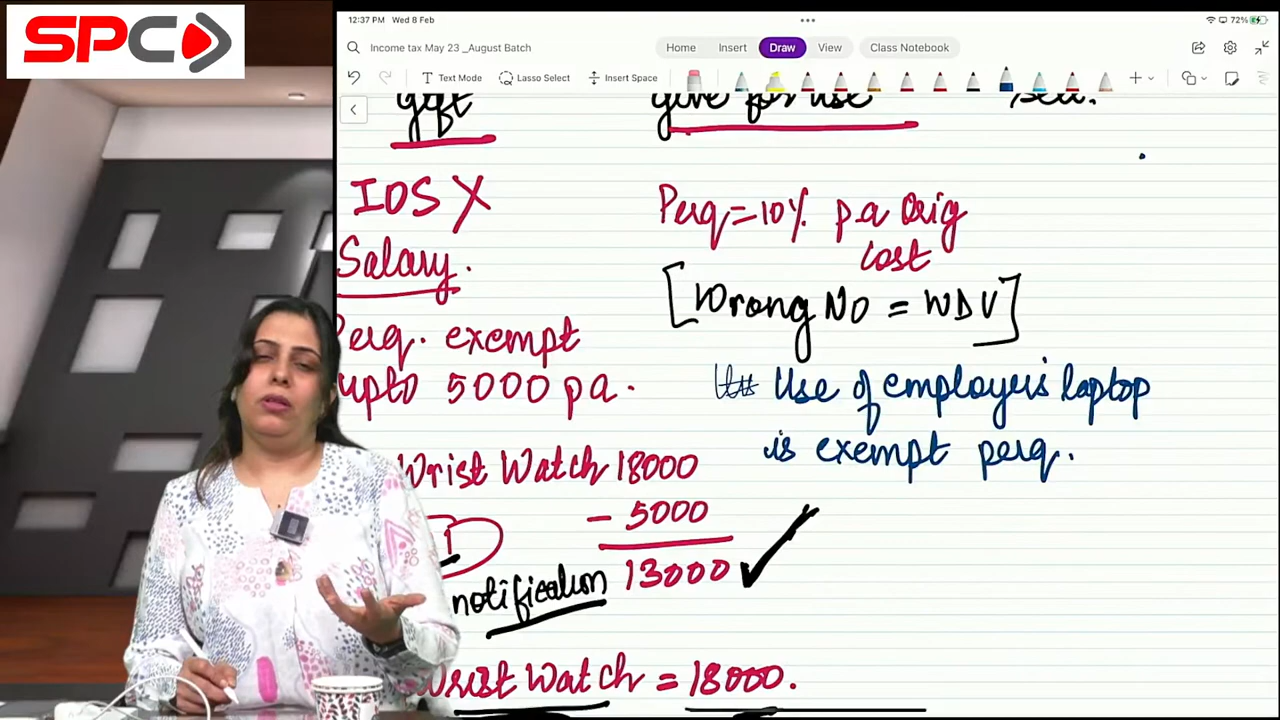 SPC
12:37 PM Wed 8 Feb
72%
Income tax May 23 _August Batch
Home Insert Draw View Class Notebook
Text Mode Lasso Select Insert Space
gift
give for use
IOS X
Salary.
Perq. exempt
upto 5000 pa.
Wrist Watch 18000
- 5000
13000
notification
Wrist Watch = 18000.
Perq = 10% pa Orig
Cost
[Wrong No = WDV]
Use of employers laptop
is exempt perq.